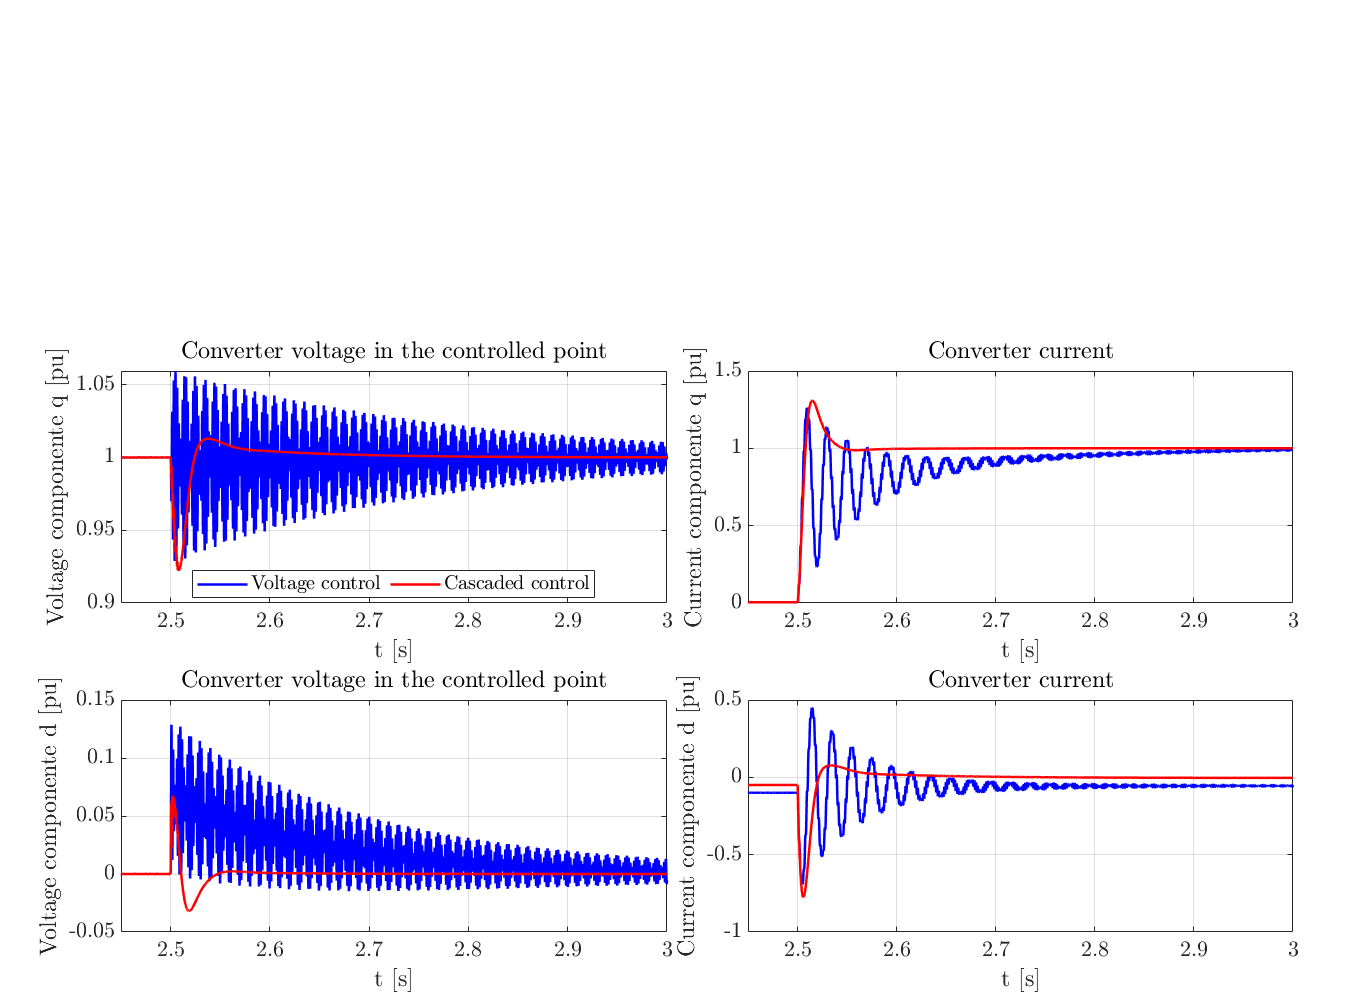 Converter voltage in the controlled point
Voltage componente q [pu]
1.05
1
0.95
0.9
Voltage control
Cascaded control
2.5 2.6 2.7 2.8 2.9 3
t [s]
Converter current
Current componente q [pu]
1.5
1
0.5
0
2.5 2.6 2.7 2.8 2.9 3
t [s]
Converter voltage in the controlled point
Voltage componente d [pu]
0.15
0.1
0.05
0
-0.05
2.5 2.6 2.7 2.8 2.9 3
t [s]
Converter current
Current componente d [pu]
0.5
0
-0.5
-1
2.5 2.6 2.7 2.8 2.9 3
t [s]